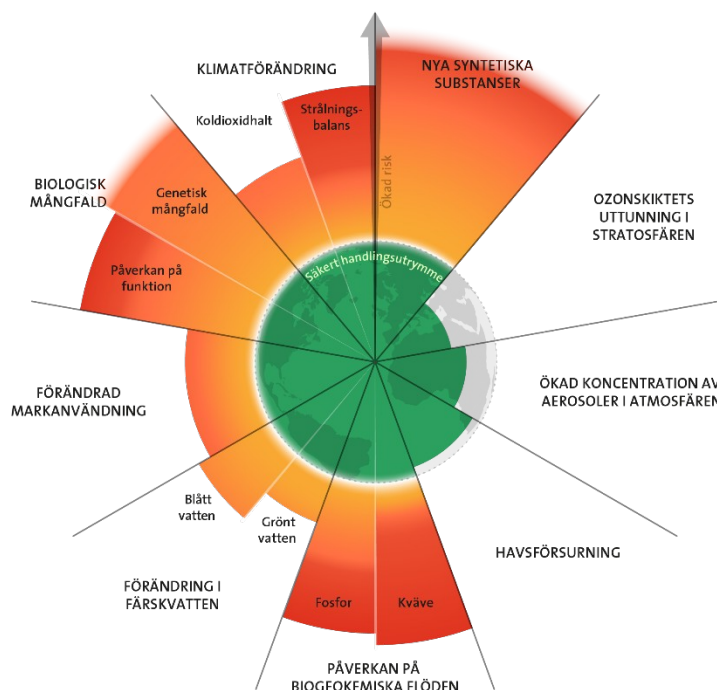 KLIMATFÖRÄNDRING
Koldioxidhalt
Strålnings-
balans
NYA SYNTETISKA
SUBSTANSER
Ökad risk
BIOLOGISK
MÅNGFALD
Genetisk
mångfald
Påverkan på
funktion
OZONSKIKTETS
UTTUNNING I
STRATOSFÄREN
Säkert handlingsutrymme
FÖRÄNDRAD
MARKANVÄNDNING
ÖKAD KONCENTRATION AV
AEROSOLER I ATMOSFÄREN
Blått
vatten
Grönt
vatten
HAVSFÖRSURNING
FÖRÄNDRING I
FÄRSKVATTEN
Fosfor
Kväve
PÅVERKAN PÅ
BIOGEOKEMISKA FLÖDEN